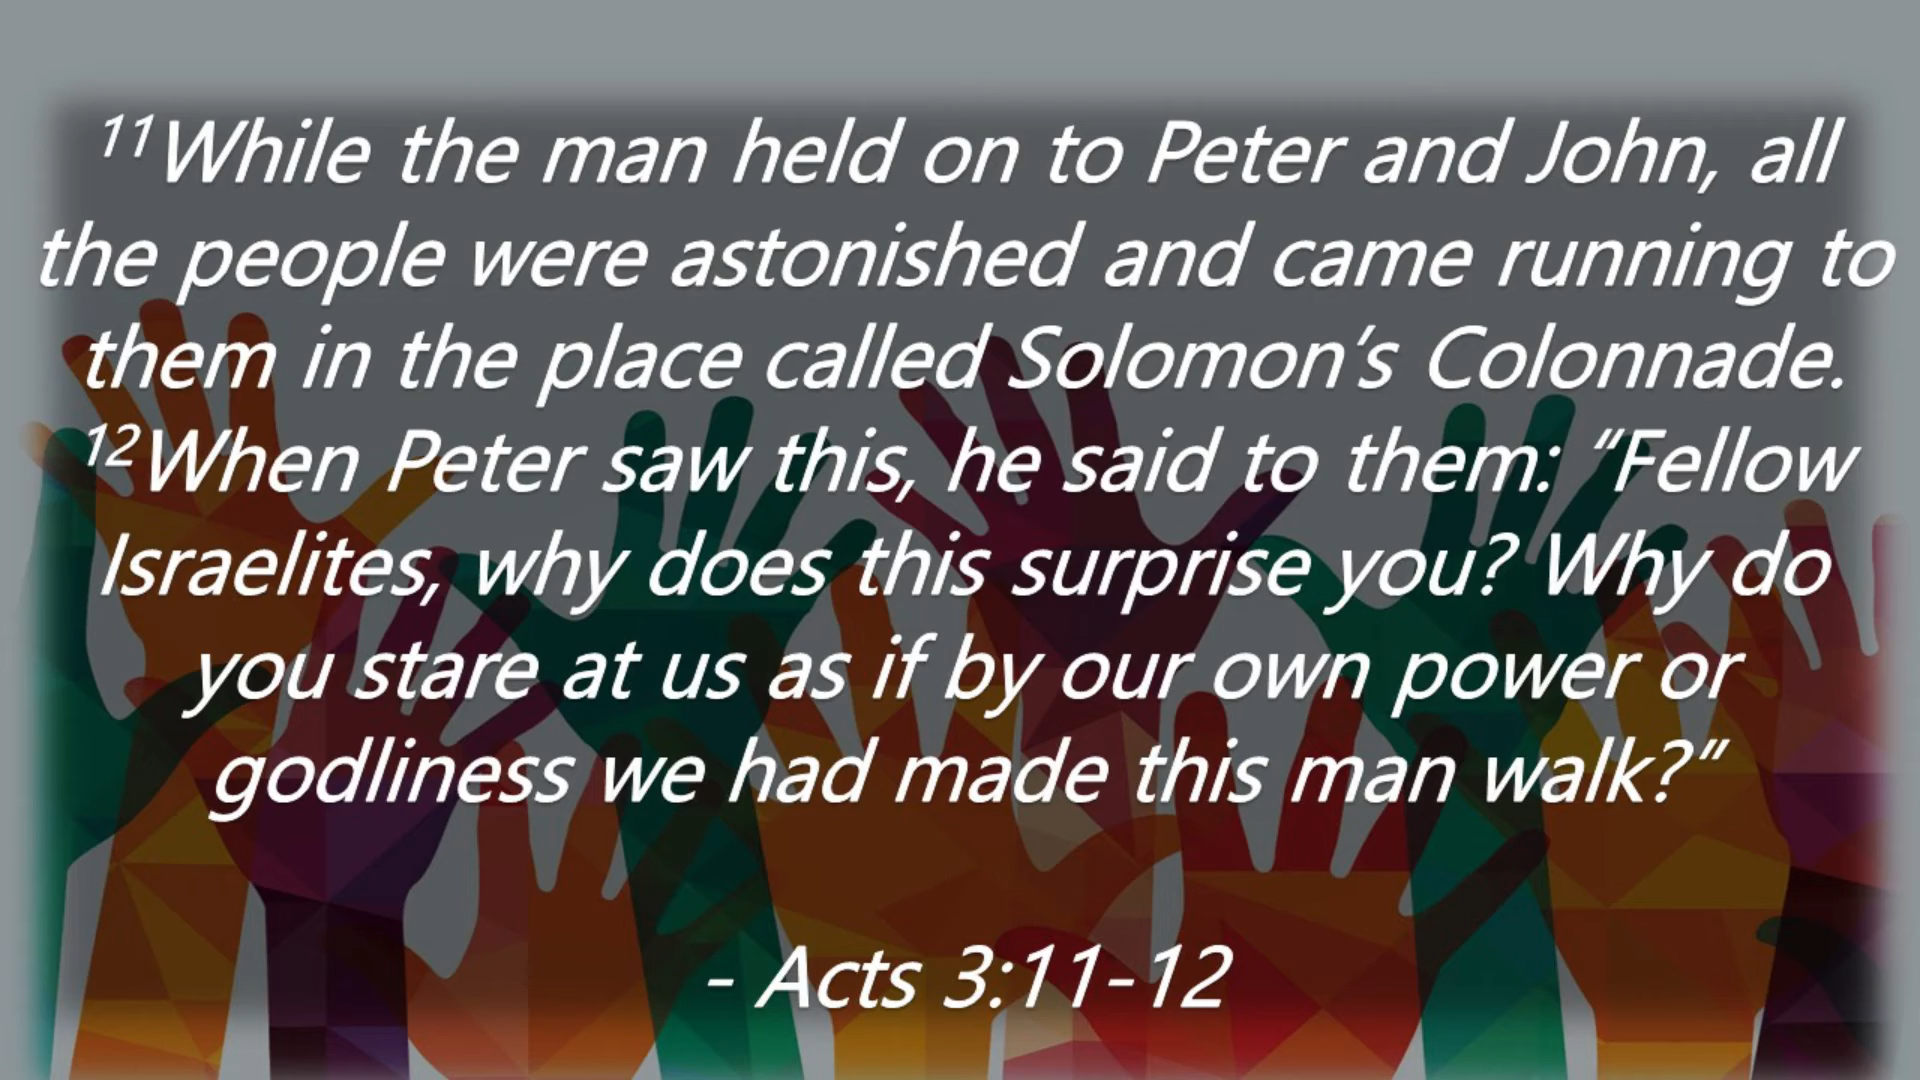 ¹¹While the man held on to Peter and John, all
the people were astonished and came running to
them in the place called Solomon’s Colonnade.
¹²When Peter saw this, he said to them: “Fellow
Israelites, why does this surprise you? Why do
you stare at us as if by our own power or
godliness we had made this man walk?”
- Acts 3:11-12